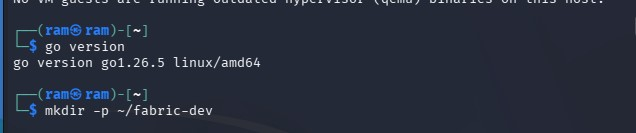 No VM guests are running outdated hypervisor (qemu) binaries on this host.
┌──(ram㉿ram)-[~]
└─$ go version
go version go1.26.5 linux/amd64
┌──(ram㉿ram)-[~]
└─$ mkdir -p ~/fabric-dev